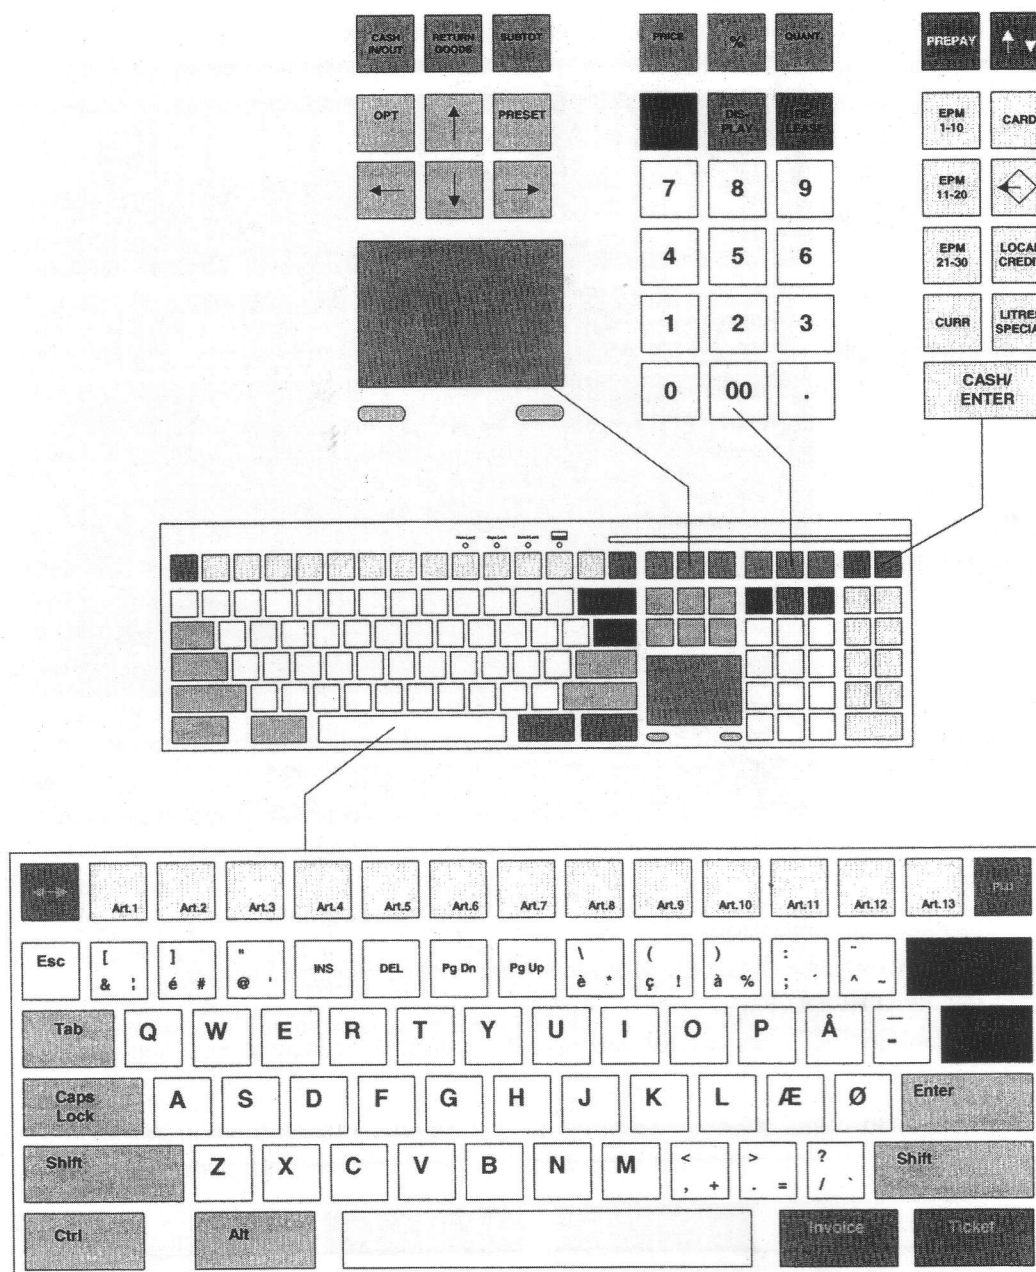 CASH
IN/OUT
RETURN
GOODS
SUBTOT
PRICE
%
QUANT.
PREPAY
OPT
PRESET
DIS-
PLAY
RE-
LEASE
EPM
1-10
CARD
7 8 9
EPM
11-20
4 5 6
EPM
21-30
LOCAL
CREDI
1 2 3
CURR
LITRE
SPECIA
0 00 .
CASH/
ENTER
Art.1 Art.2 Art.3 Art.4 Art.5 Art.6 Art.7 Art.8 Art.9 Art.10 Art.11 Art.12 Art.13
Esc
[ & ¦
] é #
" @ '
INS
DEL
Pg Dn
Pg Up
\ è *
( ç !
) à %
: ; ´
¨ ^ ~
Tab Q W E R T Y U I O P Å _ -
Caps
Lock
A S D F G H J K L Æ Ø Enter
Shift Z X C V B N M < , + > . = ? / ` Shift
Ctrl Alt Invoice Ticket